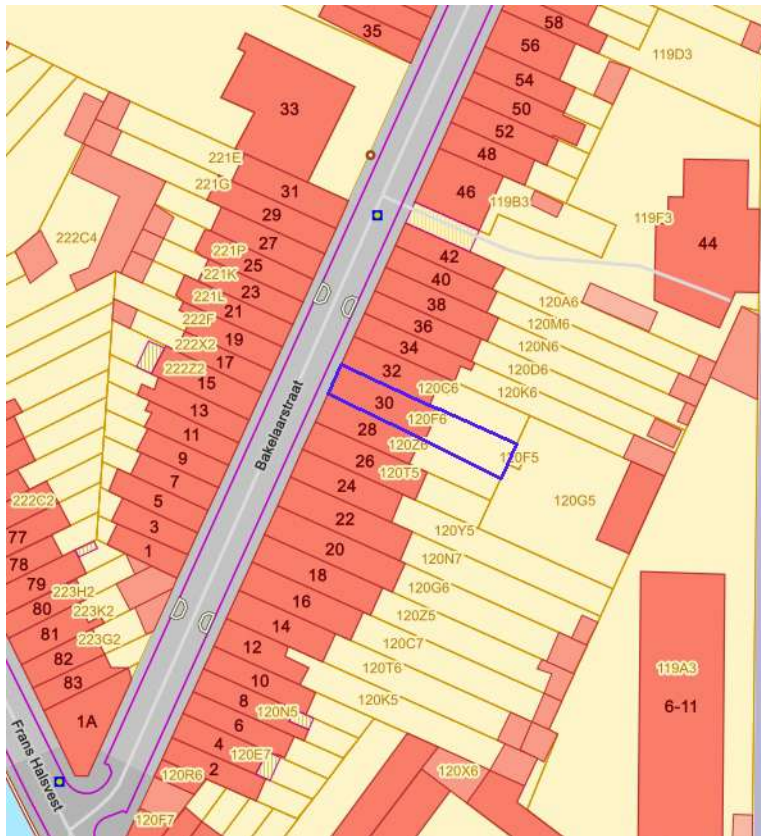 58
35
56
119D3
54
33
50
52
221E
48
221G
31
46
119B3
29
119F3
222C4
27
44
221P
42
25
221K
40
23
221L
38
120A6
21
222F
36
120M6
19
222X2
34
120N6
17
222Z2
32
120D6
15
120C6
120K6
13
30
120F6
11
28
120Z6
120F5
9
26
120T5
Bakelaarstraat
7
24
120G5
222C2
5
22
120Y5
77
3
20
120N7
1
78
18
120G6
79
223H2
16
120Z5
80
223K2
14
120C7
81
223G2
12
120T6
82
10
119A3
83
8
120K5
6-11
6
120N5
1A
4
120E7
Frans Halsvest
2
120R6
120X6
120F7